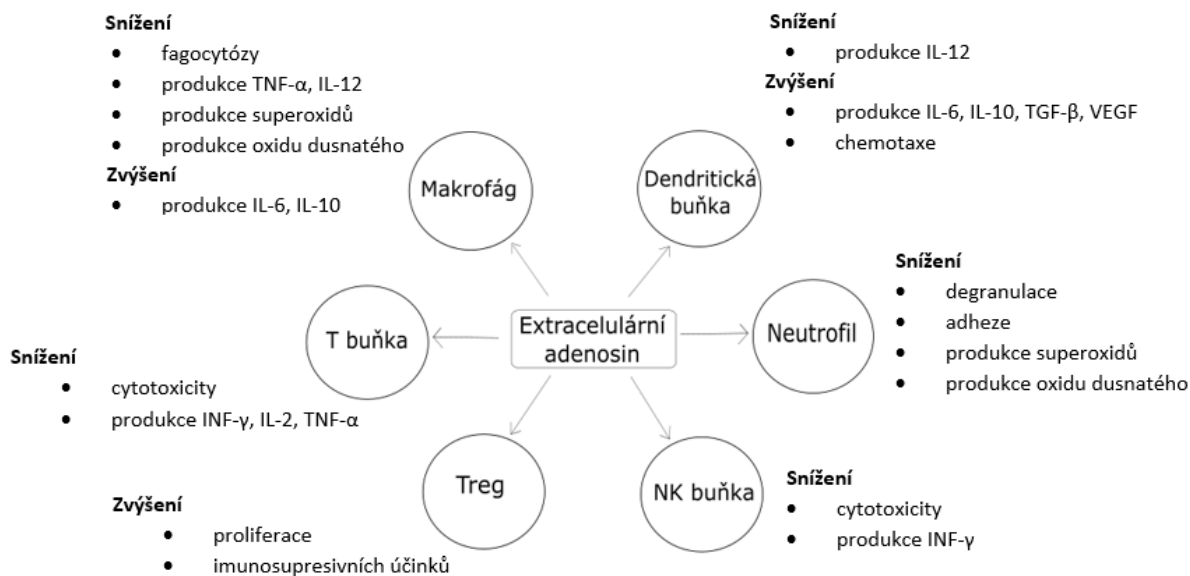 Snížení
• fagocytózy
• produkce TNF-α, IL-12
• produkce superoxidů
• produkce oxidu dusnatého
Zvýšení
• produkce IL-6, IL-10
Makrofág
Snížení
• produkce IL-12
Zvýšení
• produkce IL-6, IL-10, TGF-β, VEGF
• chemotaxe
Dendritická
buňka
Snížení
• degranulace
• adheze
• produkce superoxidů
• produkce oxidu dusnatého
Neutrofil
Extracelulární
adenosin
T buňka
Snížení
• cytotoxicity
• produkce INF-γ, IL-2, TNF-α
Treg
Zvýšení
• proliferace
• imunosupresivních účinků
NK buňka
Snížení
• cytotoxicity
• produkce INF-γ